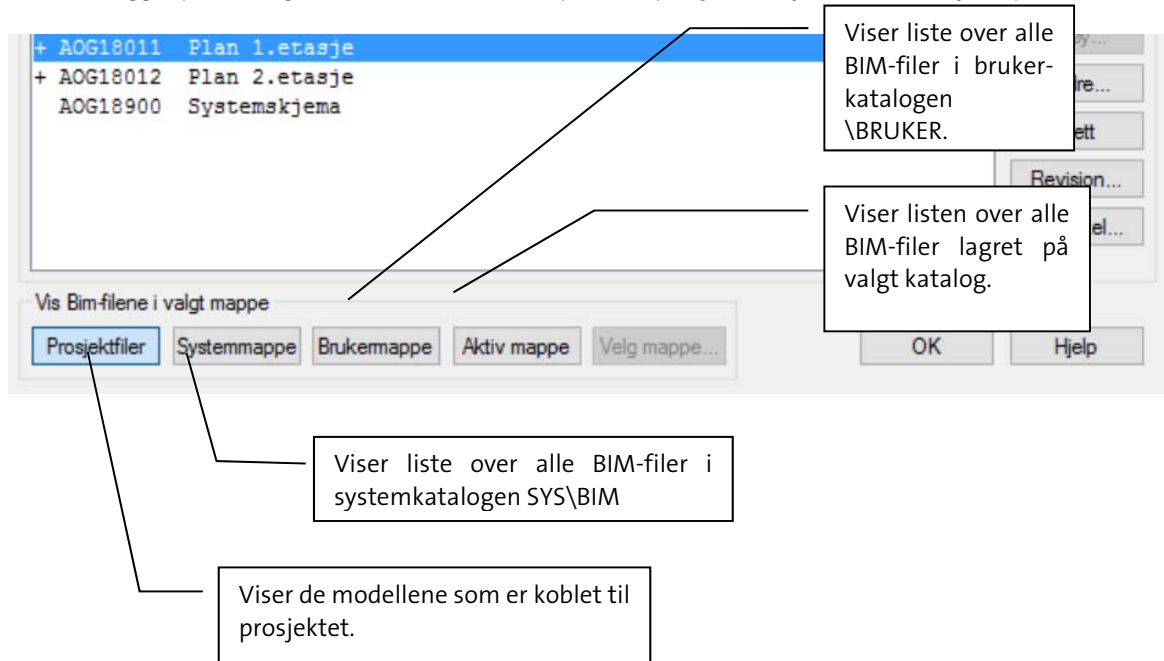 + AOG18011 Plan 1.etasje
+ AOG18012 Plan 2.etasje
AOG18900 Systemskjema
Viser liste over alle
BIM-filer i bruker-
katalogen
\BRUKER.
Revision...
Viser listen over alle
BIM-filer lagret på
valgt katalog.
Vis Bim-filene i valgt mappe
Prosjektfiler Systemmappe Brukermappe Aktiv mappe Velg mappe... OK Hjelp
Viser liste over alle BIM-filer i
systemkatalogen SYS\BIM
Viser de modellene som er koblet til
prosjektet.